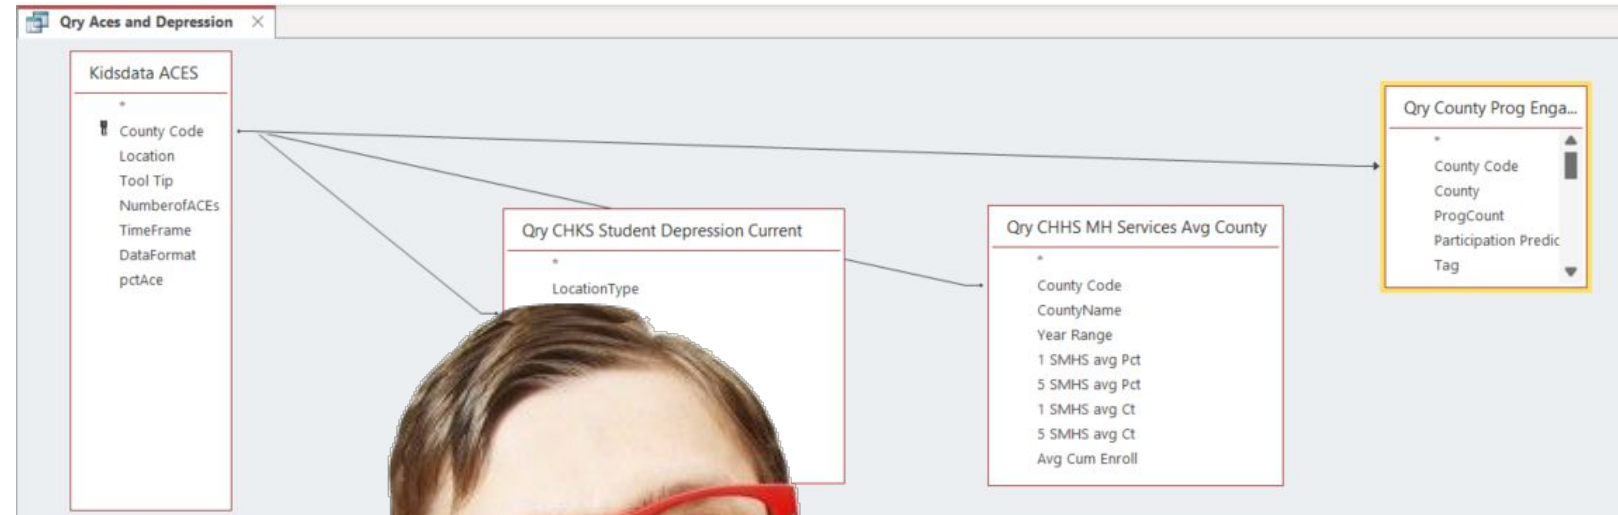 Qry Aces and Depression
Kidsdata ACES
*
County Code
Location
Tool Tip
NumberofACEs
TimeFrame
DataFormat
pctAce
Qry CHKS Student Depression Current
*
LocationType
Qry CHHS MH Services Avg County
*
County Code
CountyName
Year Range
1 SMHS avg Pct
5 SMHS avg Pct
1 SMHS avg Ct
5 SMHS avg Ct
Avg Cum Enroll
Qry County Prog Enga...
*
County Code
County
ProgCount
Participation Predic
Tag